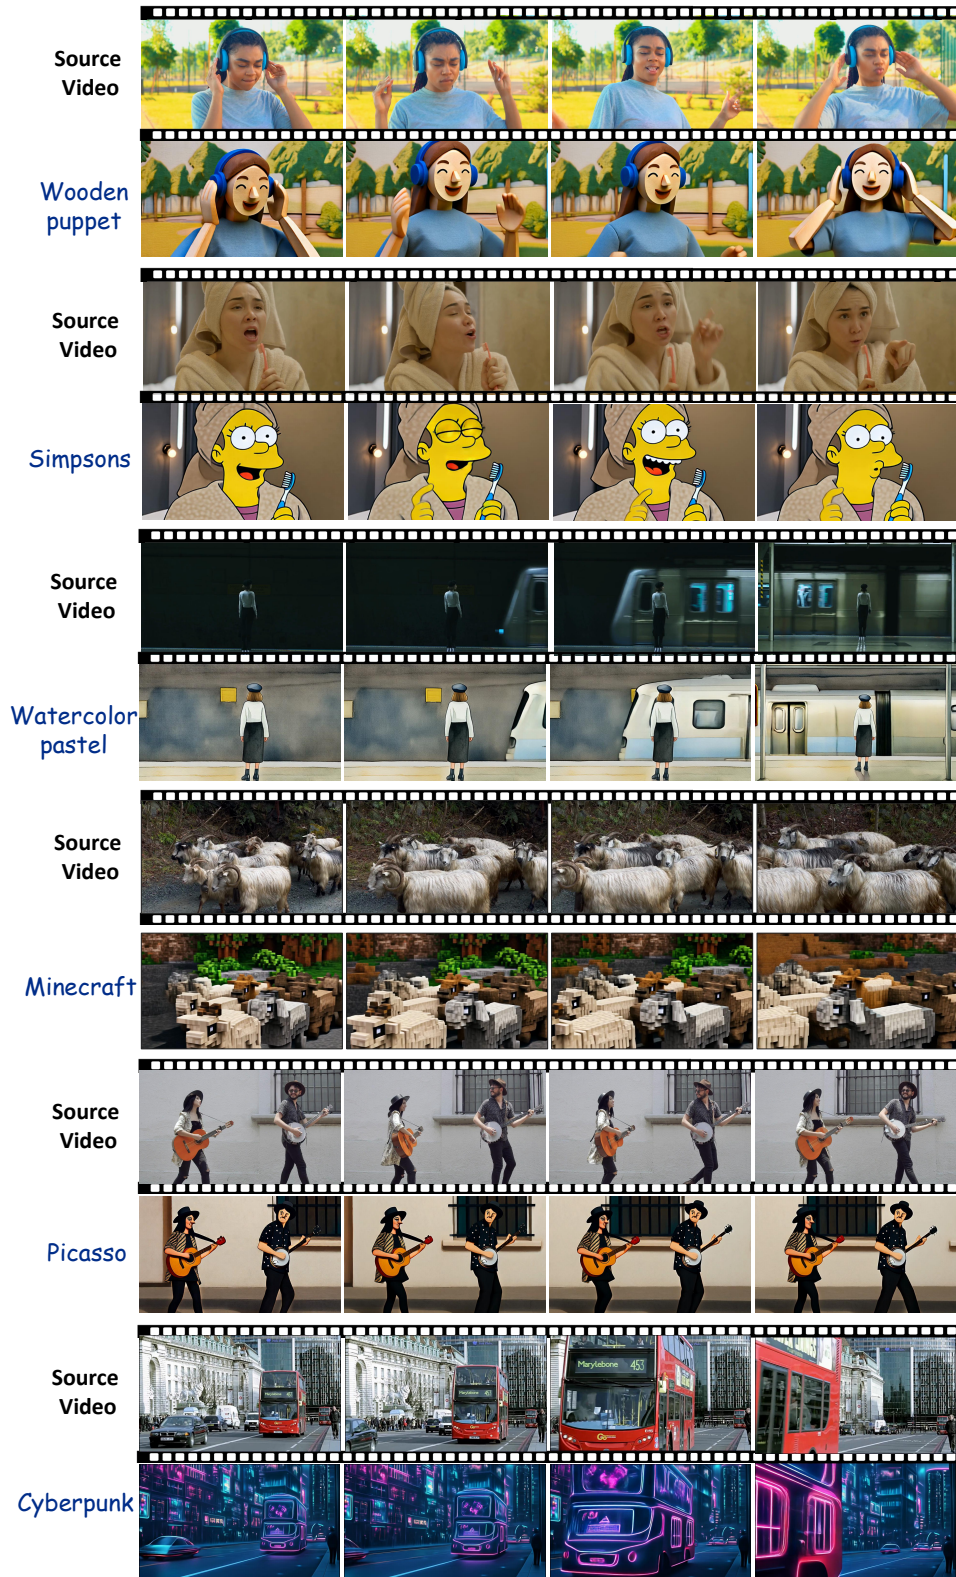 Source
Video
Wooden
puppet
Source
Video
Simpsons
Source
Video
Watercolor
pastel
Source
Video
Minecraft
Source
Video
Picasso
Source
Video
Marylebone 453
Go
Cyberpunk